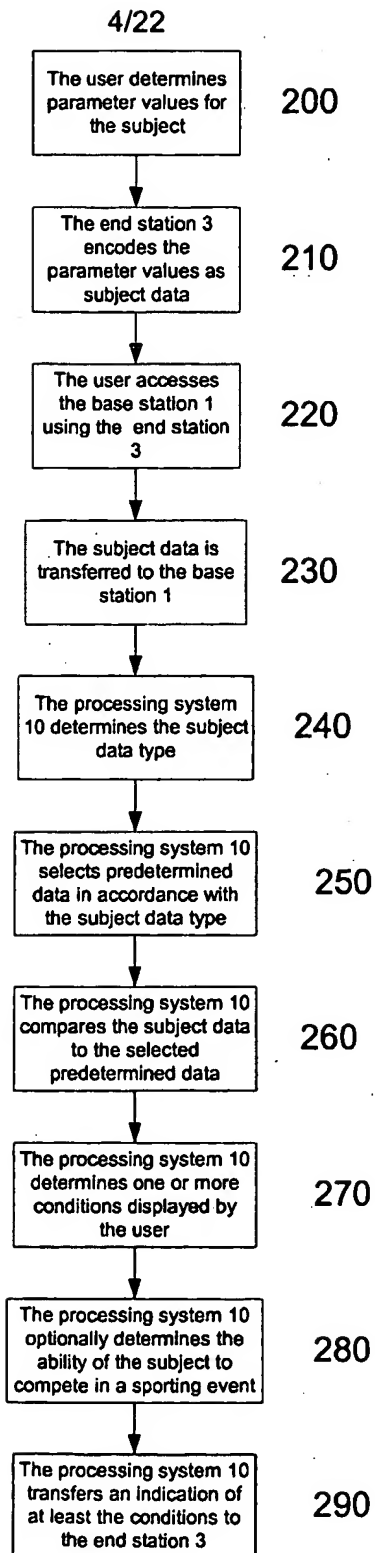 4/22
The user determines
parameter values for
the subject
200
The end station 3
encodes the
parameter values as
subject data
210
The user accesses
the base station 1
using the end station
3
220
The subject data is
transferred to the base
station 1
230
The processing system
10 determines the subject
data type
240
The processing system 10
selects predetermined
data in accordance with
the subject data type
250
The processing system 10
compares the subject data
to the selected
predetermined data
260
The processing system 10
determines one or more
conditions displayed by
the user
270
The processing system 10
optionally determines the
ability of the subject to
compete in a sporting event
280
The processing system 10
transfers an indication of
at least the conditions to
the end station 3
290